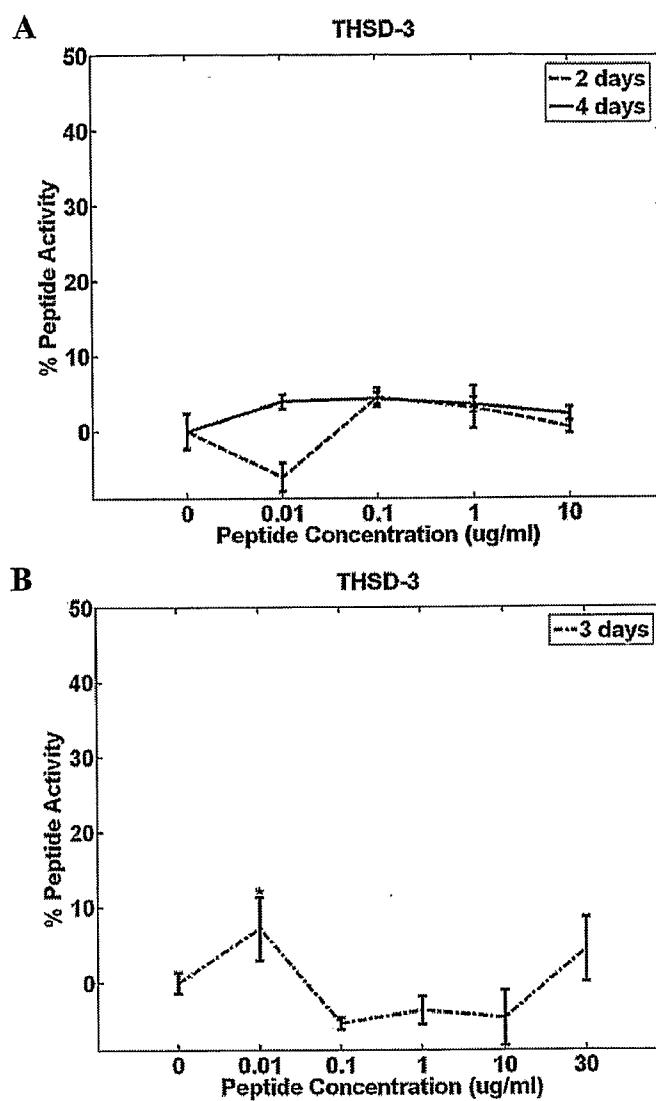 A
THSD-3
50
40
30
20
10
0
% Peptide Activity
2 days
4 days
0 0.01 0.1 1 10
Peptide Concentration (ug/ml)
B
THSD-3
50
40
30
20
10
0
% Peptide Activity
3 days
*
0 0.01 0.1 1 10 30
Peptide Concentration (ug/ml)